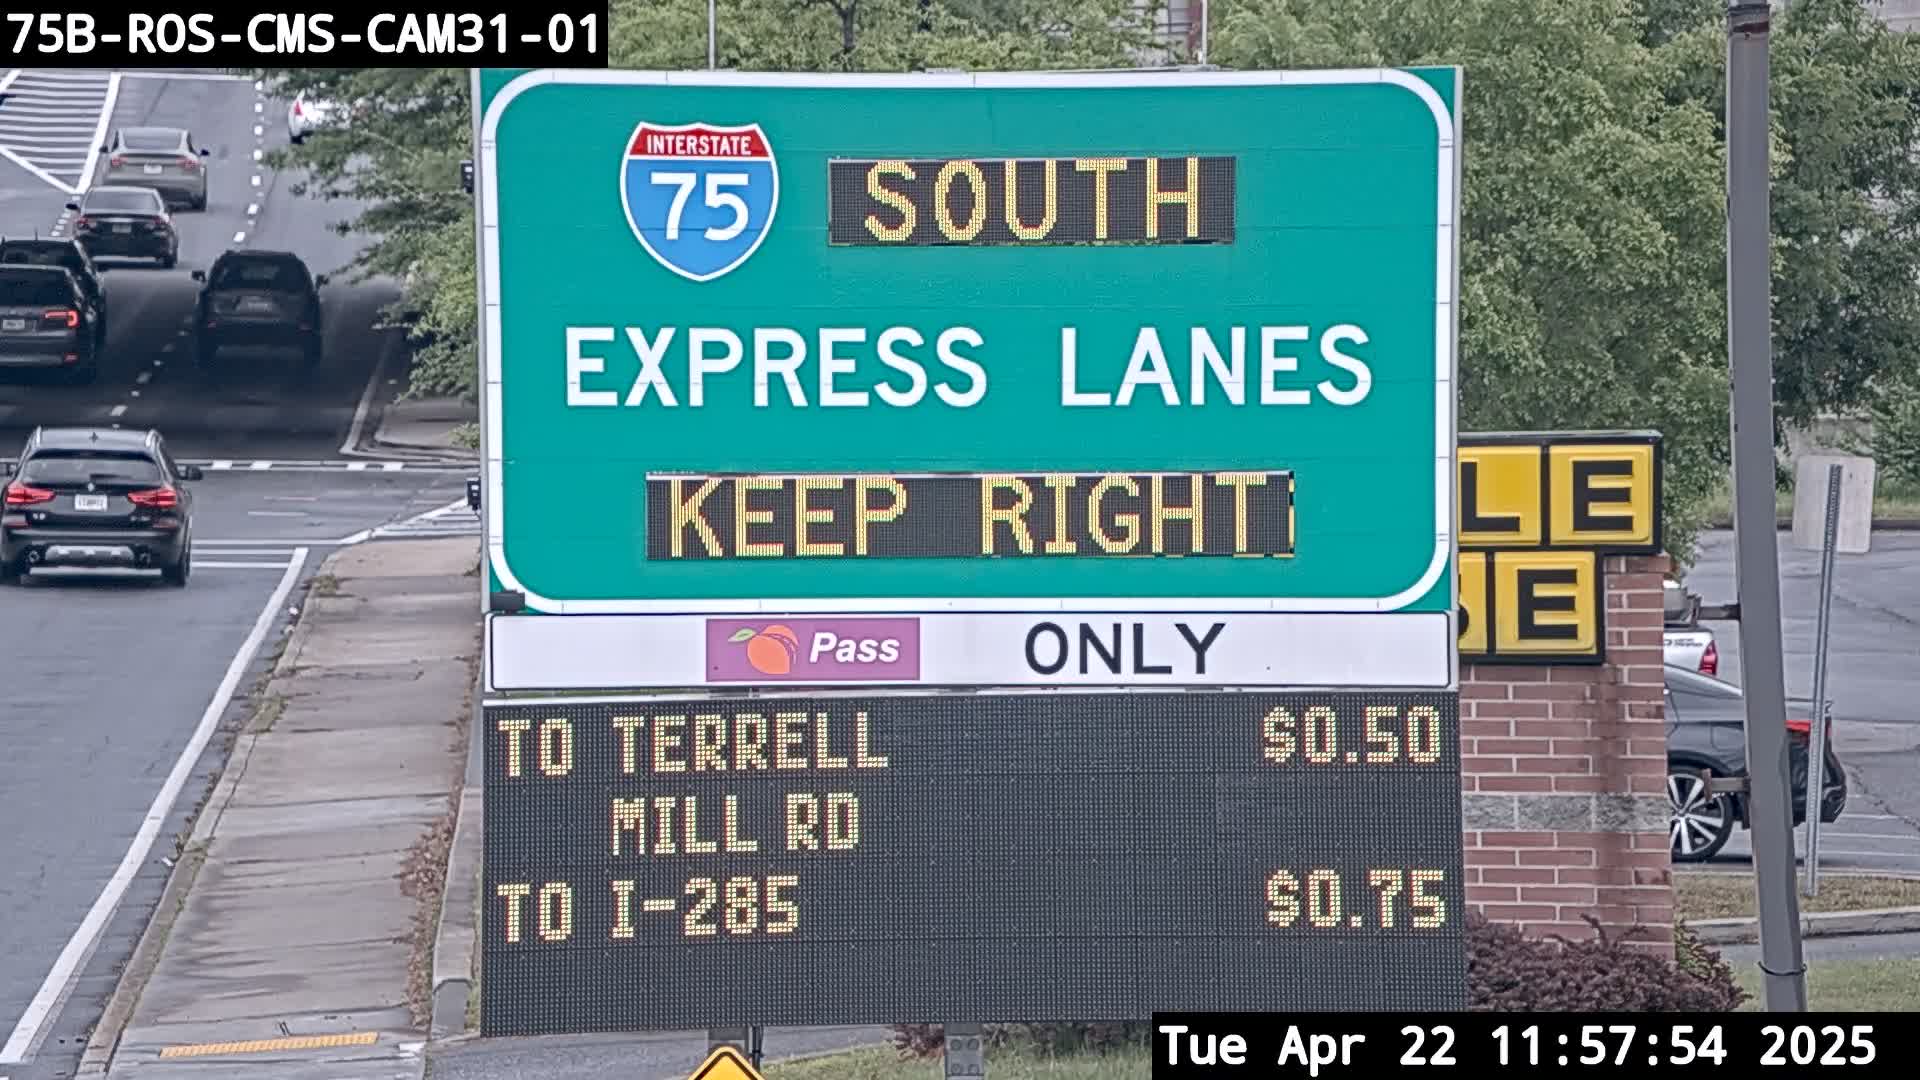 75B-ROS-CMS-CAM31-01
INTERSTATE
75
SOUTH
EXPRESS LANES
KEEP RIGHT
LE
E
Pass ONLY
TO TERRELL $0.50
MILL RD
TO I-285 $0.75
Tue Apr 22 11:57:54 2025